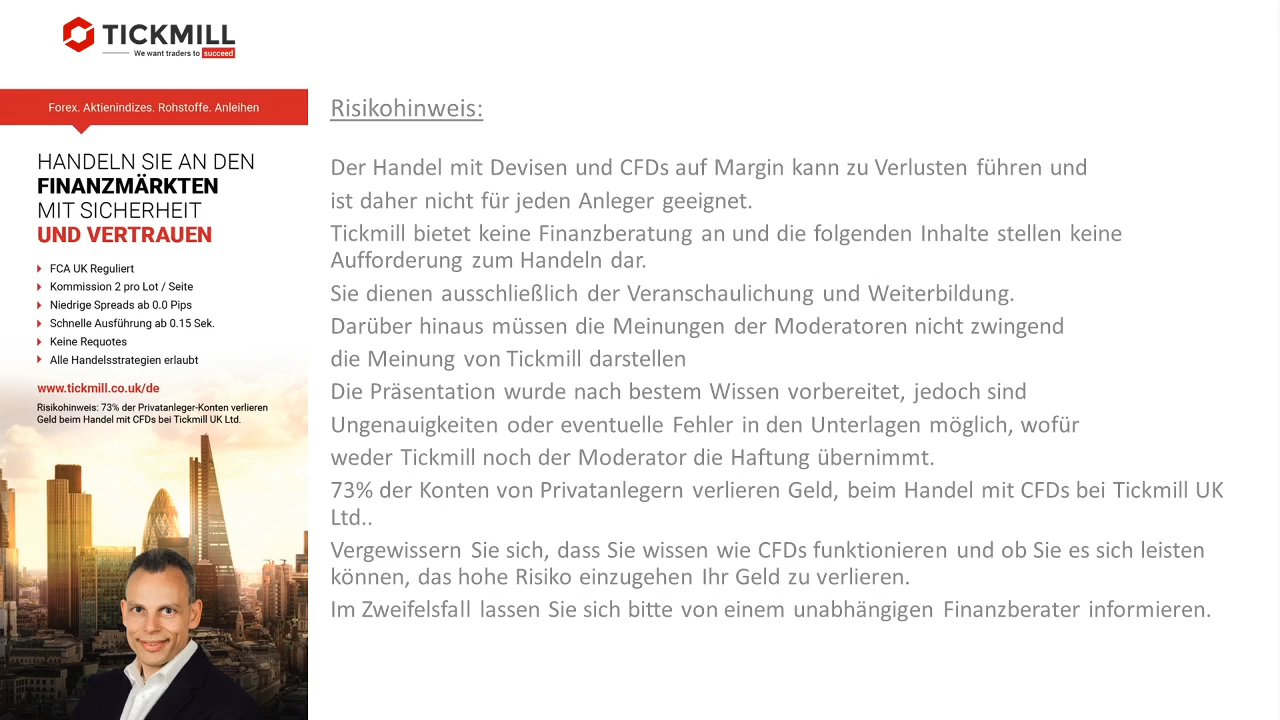 TICKMILL
We want traders to succeed
Forex. Aktienindizes. Rohstoffe. Anleihen
HANDELN SIE AN DEN
FINANZMÄRKTEN
MIT SICHERHEIT
UND VERTRAUEN
FCA UK Reguliert
Kommission 2 pro Lot / Seite
Niedrige Spreads ab 0.0 Pips
Schnelle Ausführung ab 0.15 Sek.
Keine Requotes
Alle Handelsstrategien erlaubt
www.tickmill.co.uk/de
Risikohinweis: 73% der Privatanleger-Konten verlieren
Geld beim Handel mit CFDs bei Tickmill UK Ltd.
Risikohinweis:
Der Handel mit Devisen und CFDs auf Margin kann zu Verlusten führen und
ist daher nicht für jeden Anleger geeignet.
Tickmill bietet keine Finanzberatung an und die folgenden Inhalte stellen keine
Aufforderung zum Handeln dar.
Sie dienen ausschließlich der Veranschaulichung und Weiterbildung.
Darüber hinaus müssen die Meinungen der Moderatoren nicht zwingend
die Meinung von Tickmill darstellen
Die Präsentation wurde nach bestem Wissen vorbereitet, jedoch sind
Ungenauigkeiten oder eventuelle Fehler in den Unterlagen möglich, wofür
weder Tickmill noch der Moderator die Haftung übernimmt.
73% der Konten von Privatanlegern verlieren Geld, beim Handel mit CFDs bei Tickmill UK
Ltd..
Vergewissern Sie sich, dass Sie wissen wie CFDs funktionieren und ob Sie es sich leisten
können, das hohe Risiko einzugehen Ihr Geld zu verlieren.
Im Zweifelsfall lassen Sie sich bitte von einem unabhängigen Finanzberater informieren.